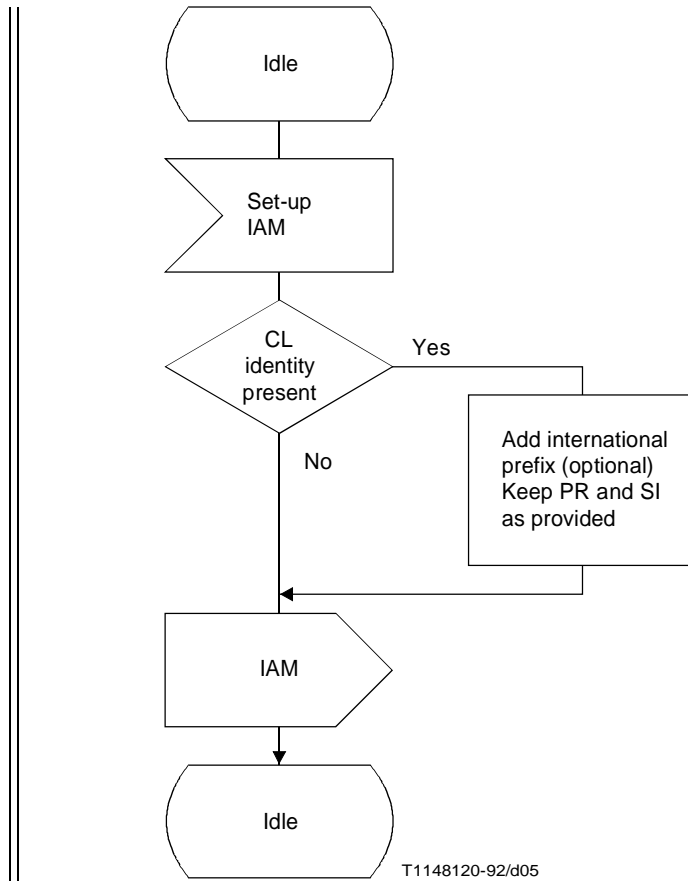 Idle
Set-up
IAM
CL
identity
present
Yes
No
Add international
prefix (optional)
Keep PR and SI
as provided
IAM
Idle
T1148120-92/d05